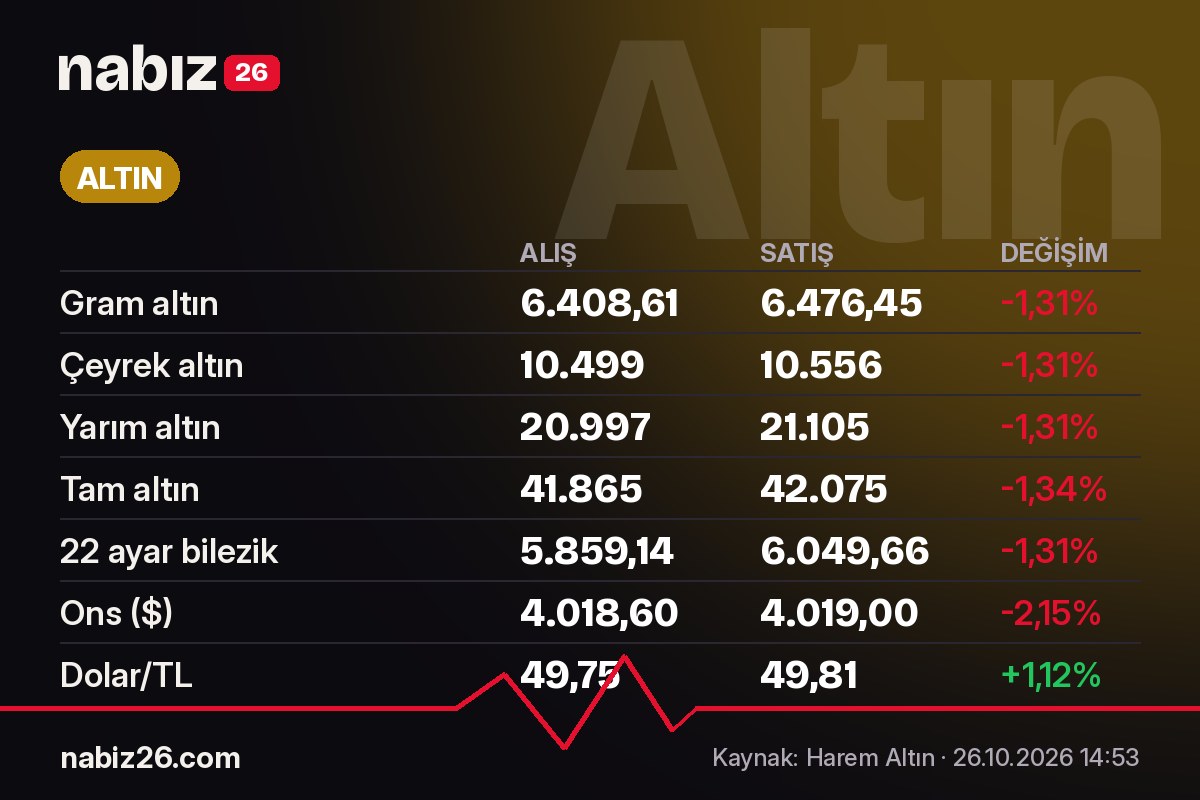 nabız 26
Altın
ALTIN
ALIŞ SATIŞ DEĞİŞİM
Gram altın 6.408,61 6.476,45 -1,31%
Çeyrek altın 10.499 10.556 -1,31%
Yarım altın 20.997 21.105 -1,31%
Tam altın 41.865 42.075 -1,34%
22 ayar bilezik 5.859,14 6.049,66 -1,31%
Ons ($) 4.018,60 4.019,00 -2,15%
Dolar/TL 49,75 49,81 +1,12%
nabiz26.com Kaynak: Harem Altın · 26.10.2026 14:53